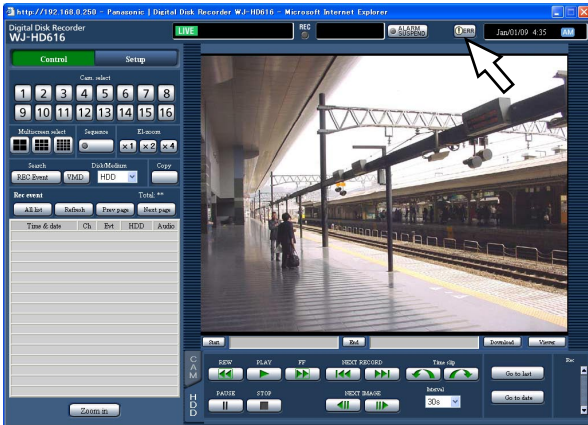 http://192.168.0.250 - Panasonic | Digital Disk Recorder WJ-HD616 - Microsoft Internet Explorer
Digital Disk Recorder
WJ-HD616
LIVE
REC
ALARM
SUSPEND
ERR
Jan/01/09 4:35 AM
Control Setup
Cam. select
1 2 3 4 5 6 7 8
9 10 11 12 13 14 15 16
Multiscreen select Sequence El-zoom
x1 x2 x4
Search Disk/Medium Copy
REC Event VMD HDD
Rec event Total: **
All list Refresh Prev page Next page
Time & date Ch Evt HDD Audio
Zoom in
Start End Download Viewer
CAM
HDD
REW PLAY FF NEXT RECORD Time slip
PAUSE STOP NEXT IMAGE Interval
30s
Go to last
Go to date
Rec